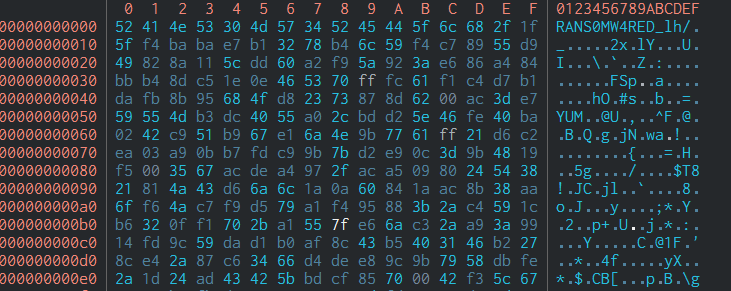 0 1 2 3 4 5 6 7 8 9 A B C D E F 0123456789ABCDEF
00000000000 52 41 4e 53 30 4d 57 34 52 45 44 5f 6c 68 2f 1f RANS0MW4RED_lh/.
00000000010 5f f4 ba ba e7 b1 32 78 b4 6c 59 f4 c7 89 55 d9 _.....2x.lY...U.
00000000020 49 82 8a 11 5c dd 60 a2 f9 5a 92 3a e6 86 a4 84 I...\.`..Z.:....
00000000030 bb b4 8d c5 1e 0e 46 53 70 ff fc 61 f1 c4 d7 b1 ......FSp..a....
00000000040 da fb 8b 95 68 4f d8 23 73 87 8d 62 00 ac 3d e7 ....hO.#s..b..=.
00000000050 59 55 4d b3 dc 40 55 a0 2c bd d2 5e 46 fe 40 ba YUM..@U.,..^F.@.
00000000060 02 42 c9 51 b9 67 e1 6a 4e 9b 77 61 ff 21 d6 c2 .B.Q.g.jN.wa.!..
00000000070 ea 03 a9 0b b7 fd c9 9b 7b d2 e9 0c 3d 9b 48 19 ........{...=.H.
00000000080 f5 00 35 67 ac de a4 97 2f ac a5 09 80 24 54 38 ..5g..../....$T8
00000000090 21 81 4a 43 d6 6a 6c 1a 0a 60 84 1a ac 8b 38 aa !.JC.jl..`....8.
000000000a0 6f f6 4a c7 f9 d5 79 a1 f4 95 88 3b 2a c4 59 1c o.J...y....;*.Y.
000000000b0 b6 32 0f f1 70 2b a1 55 7f e6 6a c3 2a a9 3a 99 .2..p+.U..j.*.:.
000000000c0 14 fd 9c 59 da d1 b0 af 8c 43 b5 40 31 46 b2 27 ...Y.....C.@1F.'
000000000d0 8c e4 2a 87 c6 34 66 d4 de e8 9c 9b 79 58 db fe ..*..4f.....yX..
000000000e0 2a 1d 24 ad 43 42 5b bd cf 85 70 00 42 f3 5c 67 *.$.CB[...p.B.\g